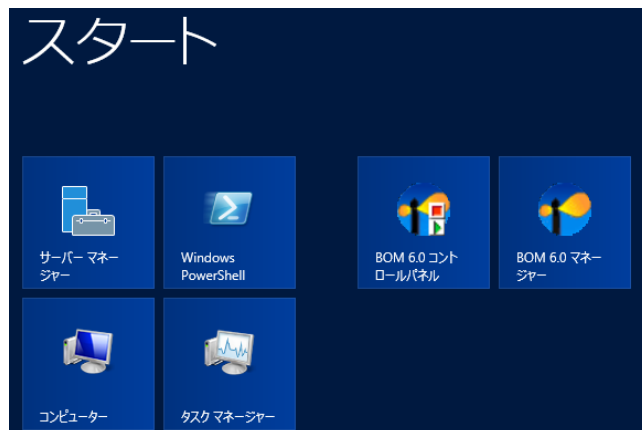 スタート
サーバー マネー
ジャー
Windows
PowerShell
BOM 6.0 コント
ロールパネル
BOM 6.0 マネー
ジャー
コンピューター
タスク マネージャー